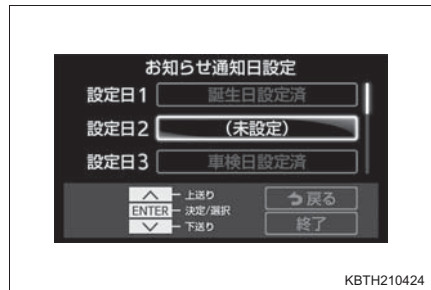 お知らせ通知日設定
設定日1 誕生日設定済
設定日2 (未設定)
設定日3 車検日設定済
上送り
ENTER 決定/選択
下送り
戻る
終了
KBTH210424